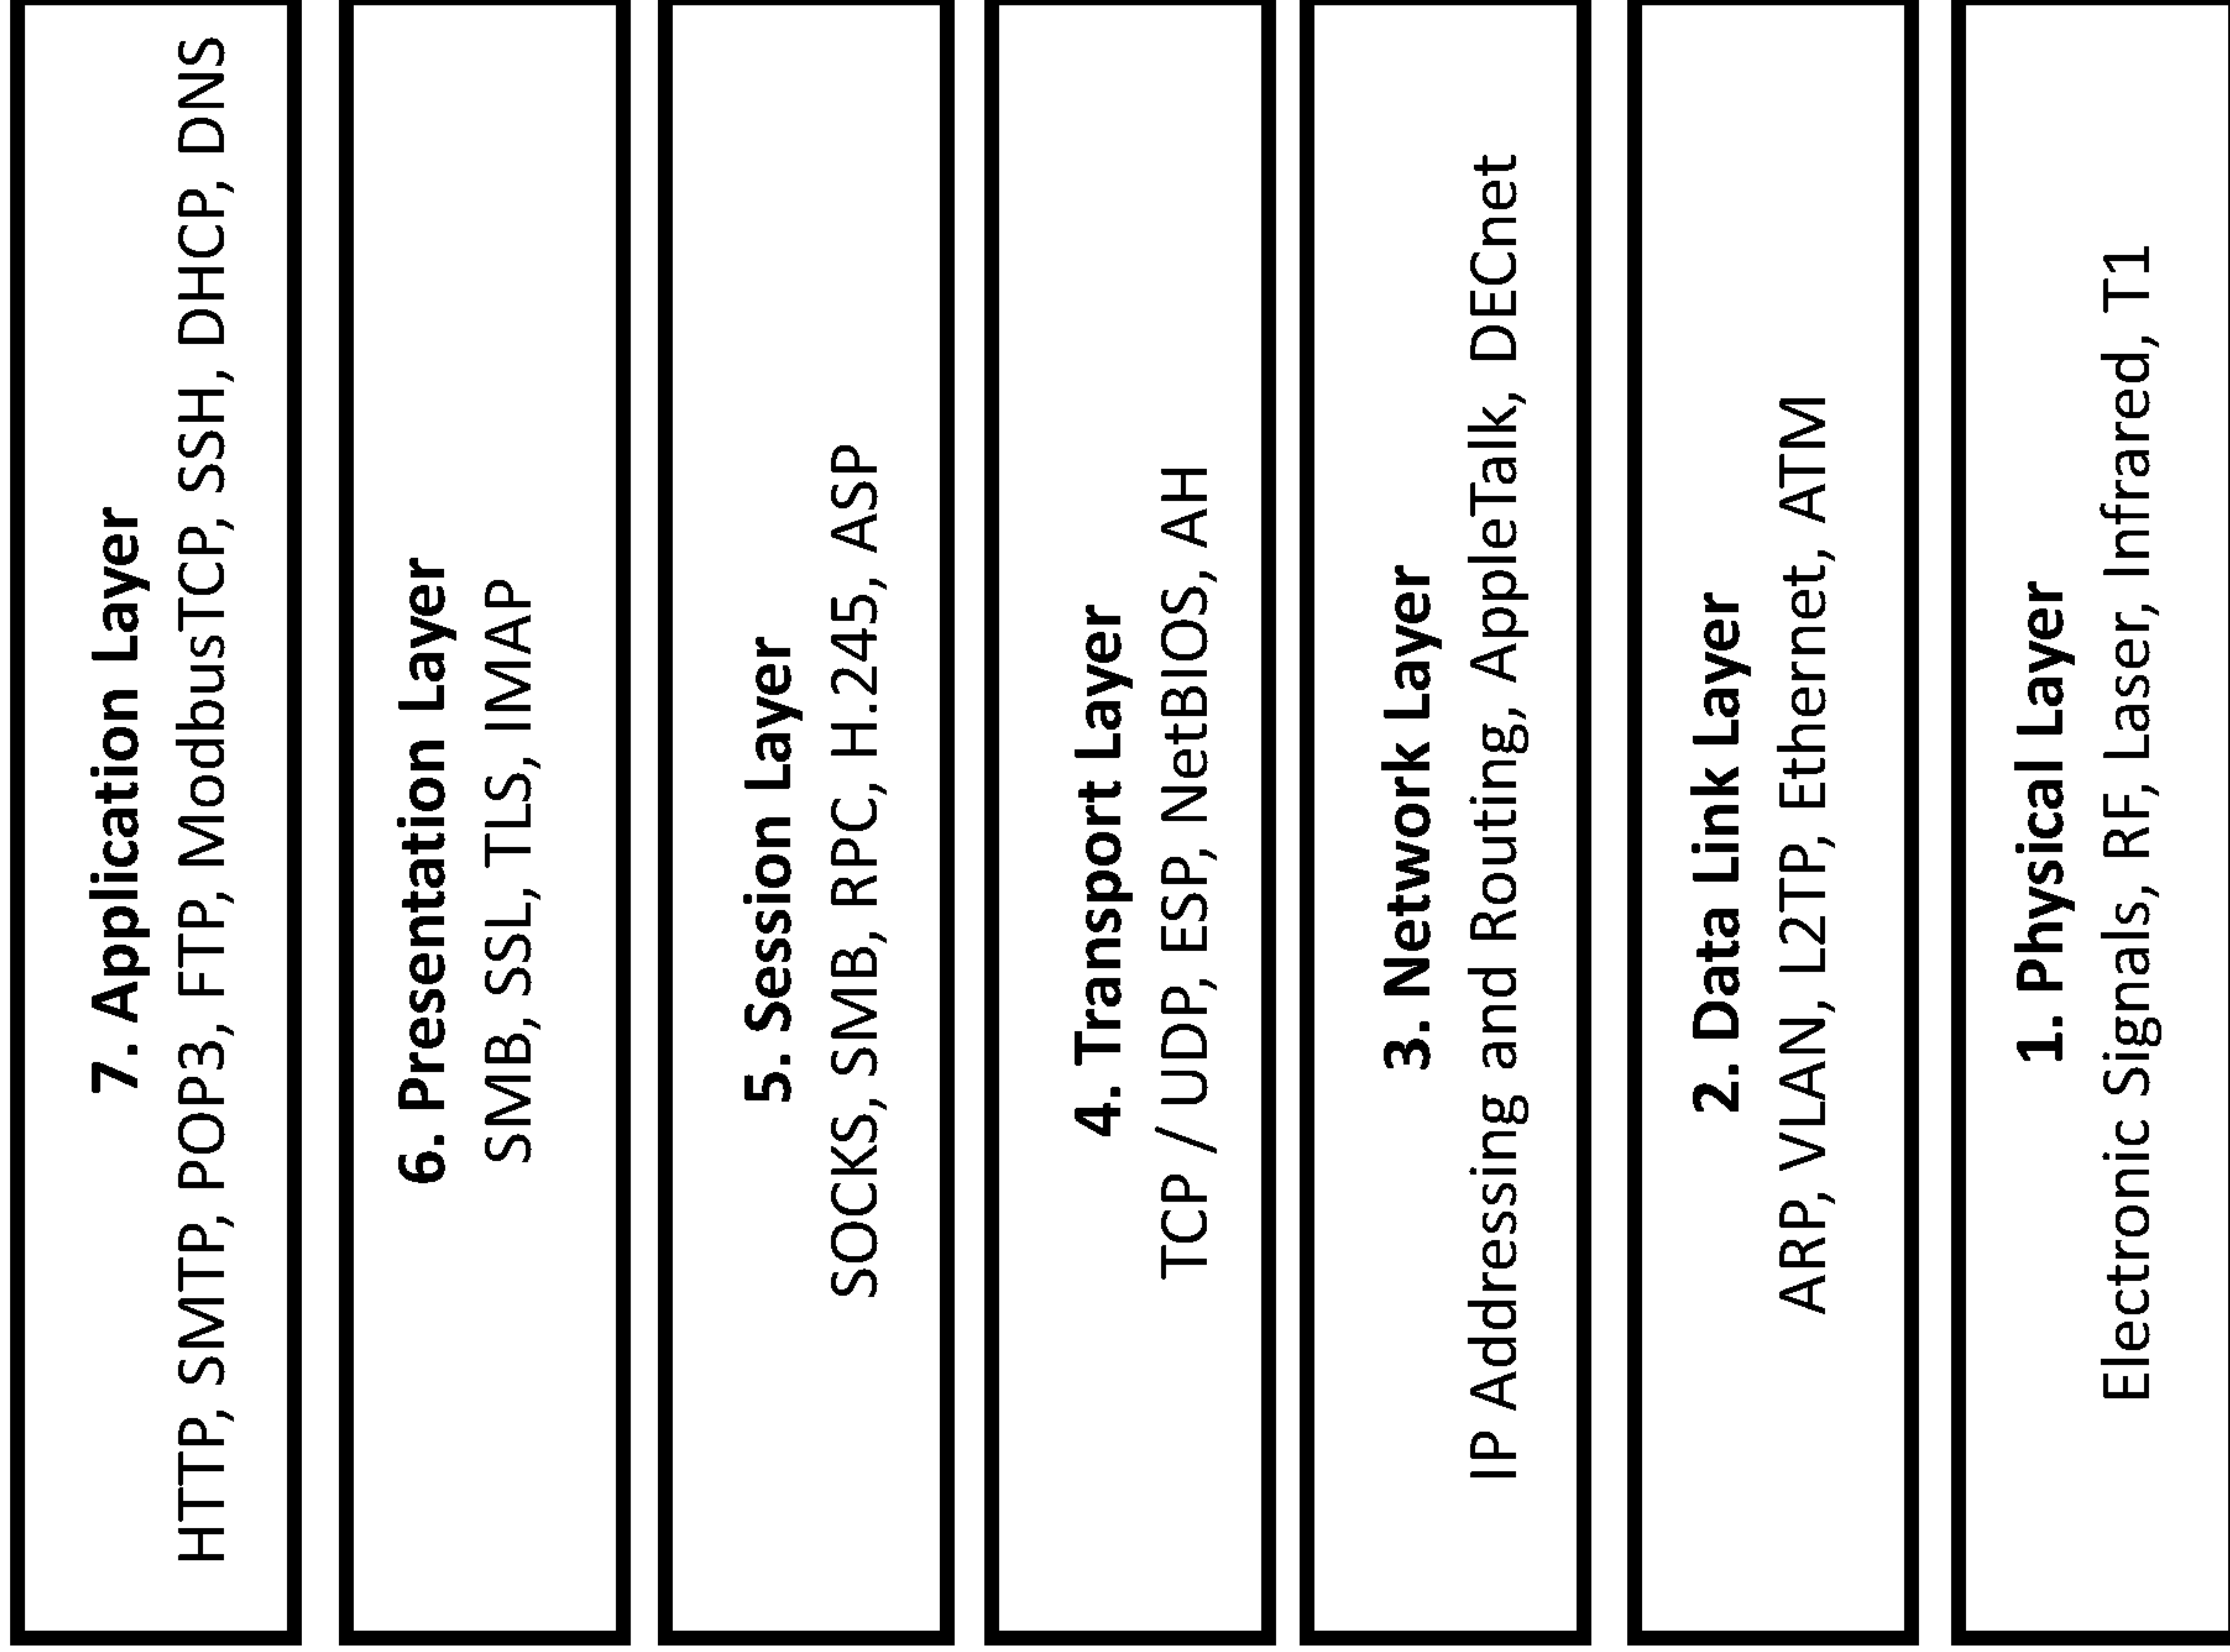 7. Application Layer
HTTP, SMTP, POP3, FTP, ModbusTCP, SSH, DHCP, DNS
6. Presentation Layer
SMB, SSL, TLS, IMAP
5. Session Layer
SOCKS, SMB, RPC, H.245, ASP
4. Transport Layer
TCP / UDP, ESP, NetBIOS, AH
3. Network Layer
IP Addressing and Routing, AppleTalk, DECnet
2. Data Link Layer
ARP, VLAN, L2TP, Ethernet, ATM
1. Physical Layer
Electronic Signals, RF, Laser, Infrared, T1